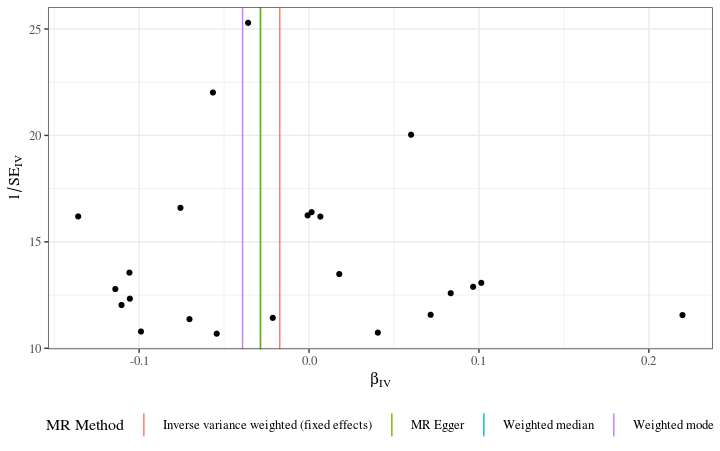 25
20
15
10
1/SE_IV
-0.1 0.0 0.1 0.2
β_IV
MR Method Inverse variance weighted (fixed effects) MR Egger Weighted median Weighted mode